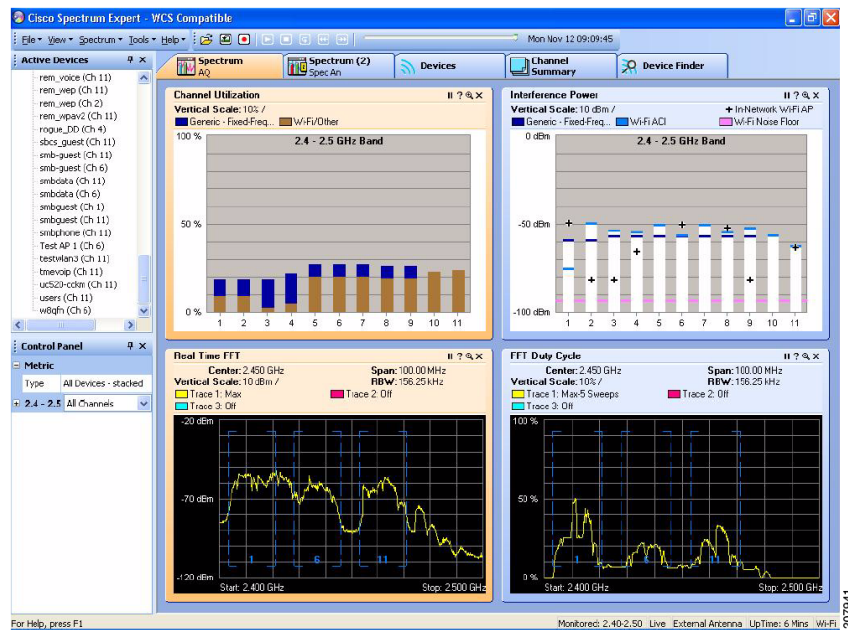 Cisco Spectrum Expert - WCS Compatible
File View Spectrum Tools Help
Mon Nov 12 09:09:45
Active Devices
rem_voice (Ch 11)
rem_wep (Ch 11)
rem_wep (Ch 2)
rem_wpav2 (Ch 11)
rogue_DD (Ch 4)
sbcs_guest (Ch 11)
smb-guest (Ch 11)
smb-guest (Ch 6)
smbdata (Ch 11)
smbdata (Ch 6)
smbguest (Ch 1)
smbguest (Ch 11)
smbphone (Ch 11)
Test AP 1 (Ch 6)
testwlan3 (Ch 11)
tmevoip (Ch 11)
uc520-cckm (Ch 11)
users (Ch 11)
w8qfn (Ch 6)
Control Panel
Metric
Type All Devices - stacked
2.4 - 2.5 All Channels
Spectrum
AQ
Spectrum (2)
Spec An
Devices
Channel
Summary
Device Finder
Channel Utilization
Vertical Scale: 10% /
Generic - Fixed-Freq... Wi-Fi/Other
100 %
2.4 - 2.5 GHz Band
50 %
0 %
1 2 3 4 5 6 7 8 9 10 11
Interference Power
Vertical Scale: 10 dBm / + In-Network Wi-Fi AP
Generic - Fixed-Freq... Wi-Fi ACI Wi-Fi Noise Floor
0 dBm
2.4 - 2.5 GHz Band
-50 dBm
-100 dBm
1 2 3 4 5 6 7 8 9 10 11
Real Time FFT
Center: 2.450 GHz Span: 100.00 MHz
Vertical Scale: 10 dBm / RBW: 156.25 kHz
Trace 1: Max Trace 2: Off
Trace 3: Off
-20 dBm
-70 dBm
-120 dBm
1 6 11
Start: 2.400 GHz Stop: 2.500 GHz
FFT Duty Cycle
Center: 2.450 GHz Span: 100.00 MHz
Vertical Scale: 10% / RBW: 156.25 kHz
Trace 1: Max-5 Sweeps Trace 2: Off
Trace 3: Off
100 %
50 %
0 %
1 6 11
Start: 2.400 GHz Stop: 2.500 GHz
For Help, press F1
Monitored: 2.40-2.50 Live External Antenna UpTime: 6 Mins Wi-Fi
207941